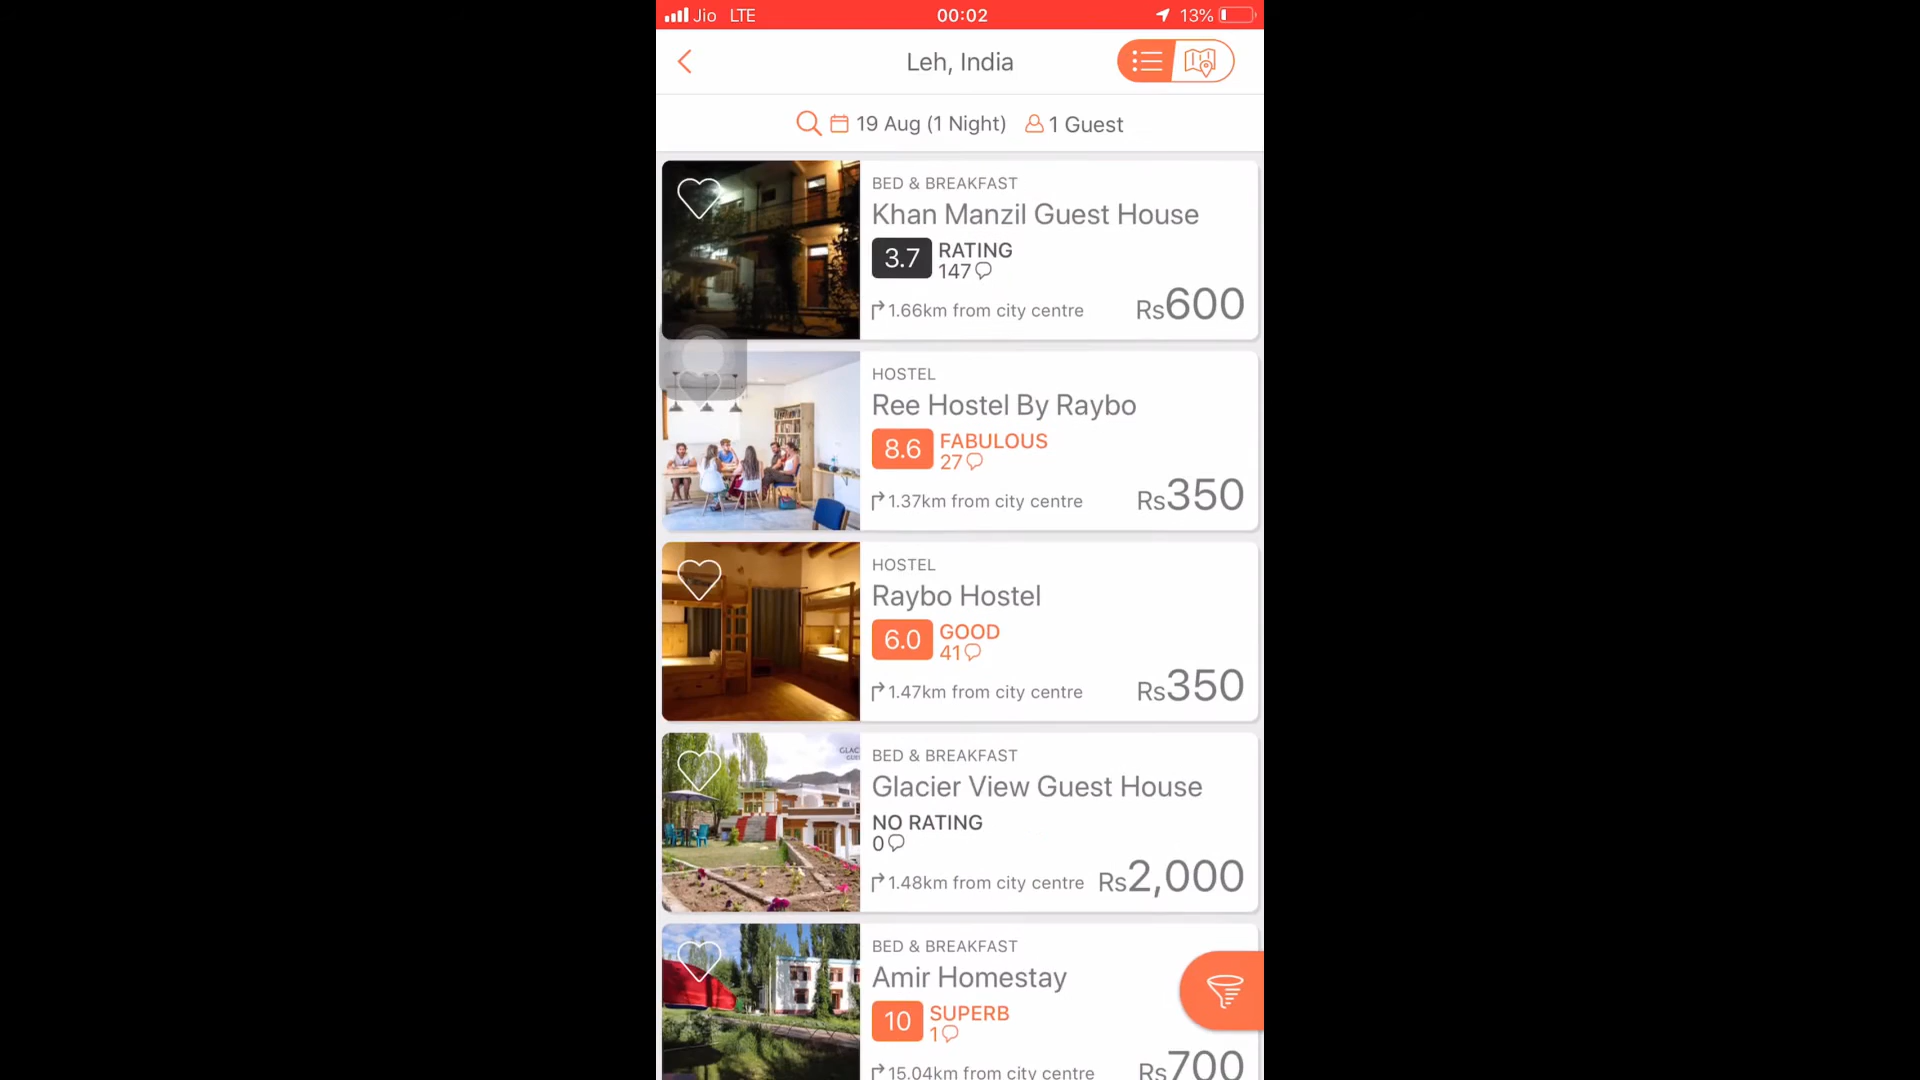 Jio LTE 00:02 13%
Leh, India
19 Aug (1 Night) 1 Guest
BED & BREAKFAST
Khan Manzil Guest House
3.7 RATING
147
1.66km from city centre Rs600
HOSTEL
Ree Hostel By Raybo
8.6 FABULOUS
27
1.37km from city centre Rs350
HOSTEL
Raybo Hostel
6.0 GOOD
41
1.47km from city centre Rs350
BED & BREAKFAST
Glacier View Guest House
NO RATING
0
1.48km from city centre Rs2,000
BED & BREAKFAST
Amir Homestay
10 SUPERB
1
15.04km from city centre Rs700